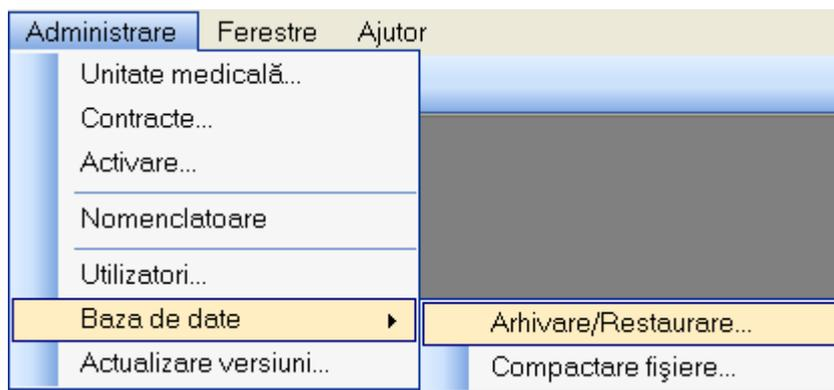 Administrare Ferestre Ajutor
Unitate medicală...
Contracte...
Activare...
Nomenclatoare
Utilizatori...
Baza de date
Arhivare/Restaurare...
Actualizare versiuni...
Compactare fişiere...